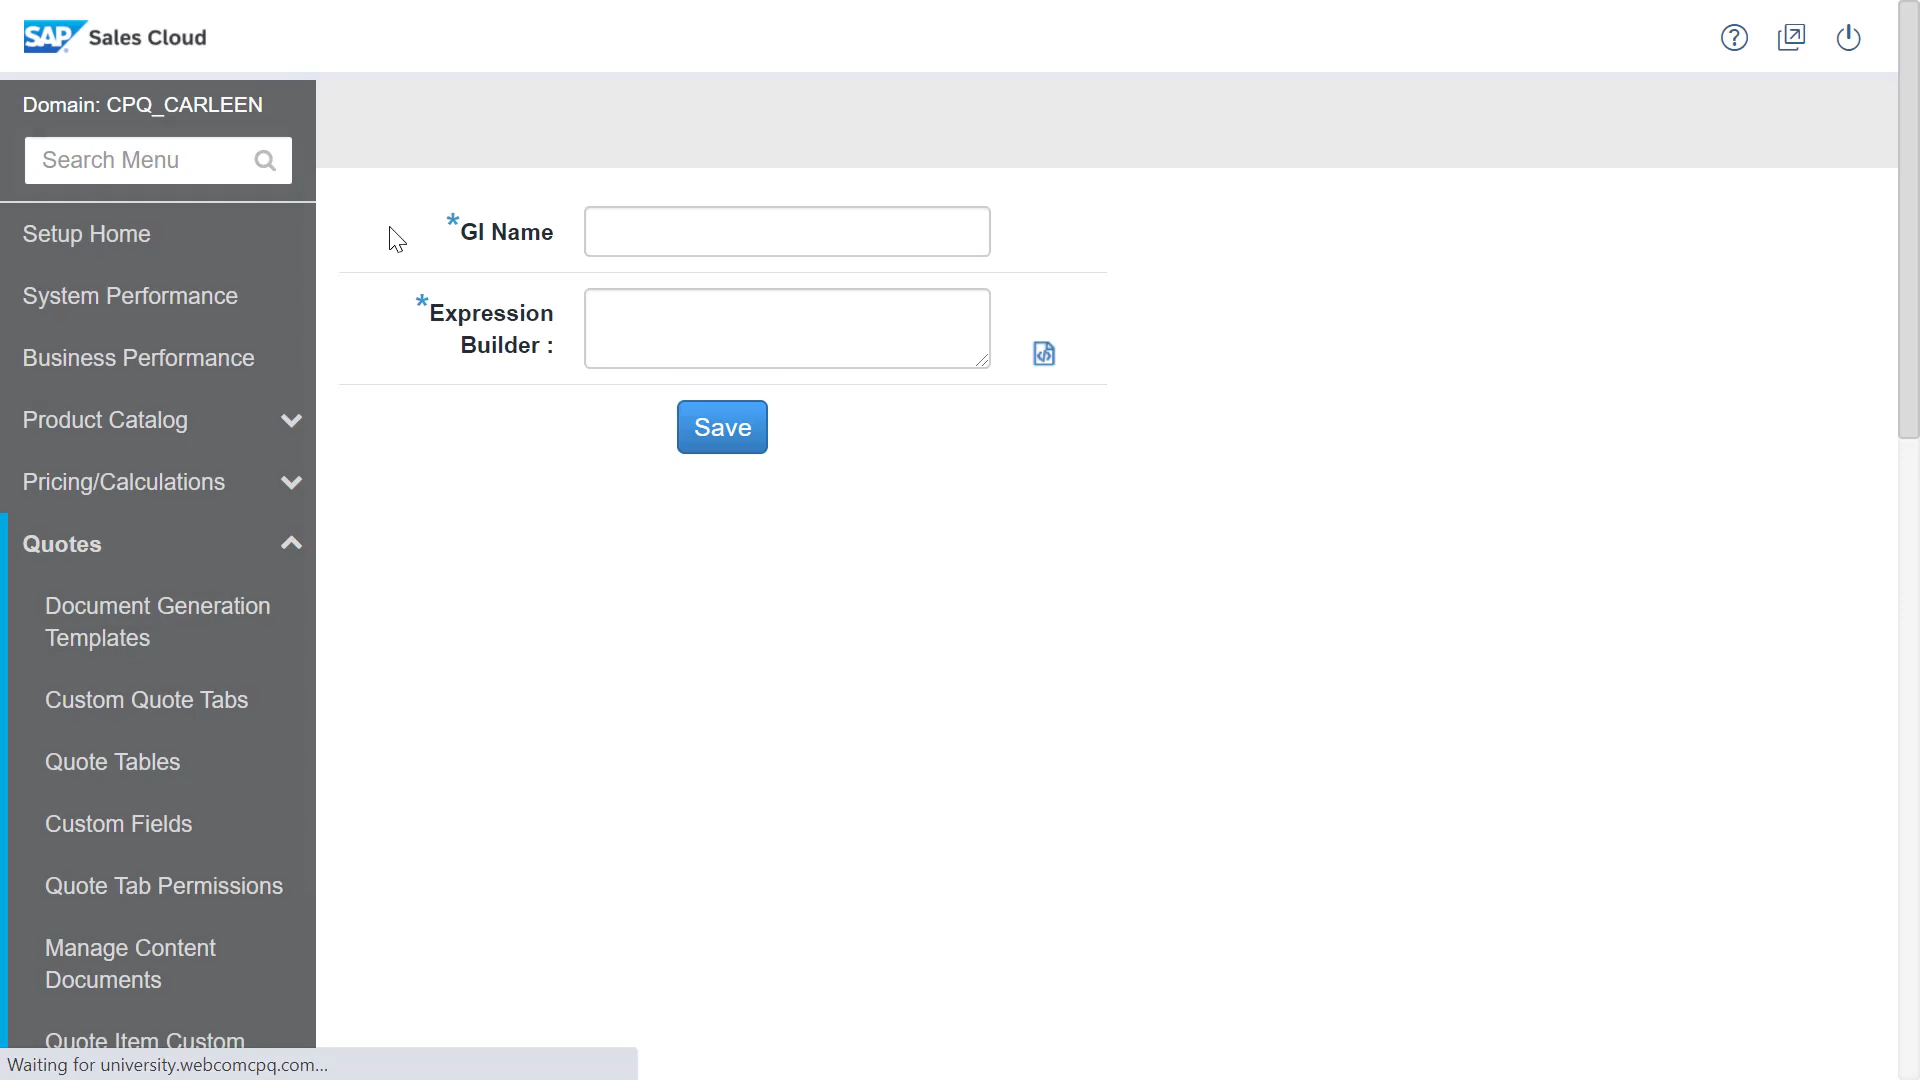 SAP Sales Cloud
Domain: CPQ_CARLEEN
Search Menu
Setup Home
System Performance
Business Performance
Product Catalog
Pricing/Calculations
Quotes
Document Generation
Templates
Custom Quote Tabs
Quote Tables
Custom Fields
Quote Tab Permissions
Manage Content
Documents
Quote Item Custom
*GI Name
*Expression
Builder :
Save
Waiting for university.webcomcpq.com...